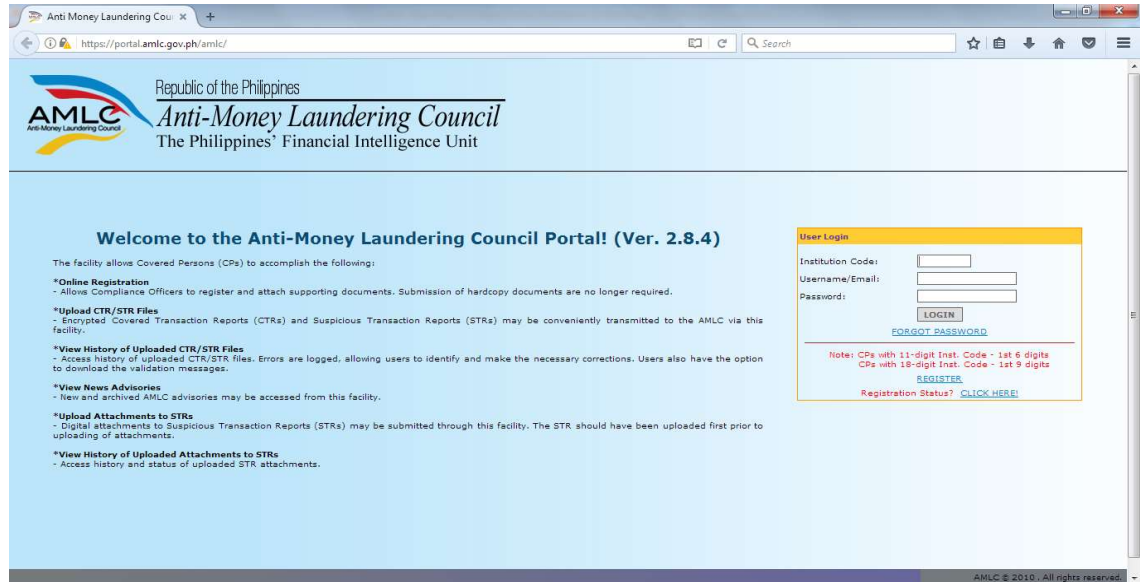 Anti Money Laundering Cou
https://portal.amlc.gov.ph/amlc/
Search
AMLC
Anti-Money Laundering Council
Republic of the Philippines
Anti-Money Laundering Council
The Philippines' Financial Intelligence Unit
Welcome to the Anti-Money Laundering Council Portal! (Ver. 2.8.4)
The facility allows Covered Persons (CPs) to accomplish the following:
*Online Registration
- Allows Compliance Officers to register and attach supporting documents. Submission of hardcopy documents are no longer required.
*Upload CTR/STR Files
- Encrypted Covered Transaction Reports (CTRs) and Suspicious Transaction Reports (STRs) may be conveniently transmitted to the AMLC via this
facility.
*View History of Uploaded CTR/STR Files
- Access history of uploaded CTR/STR files. Errors are logged, allowing users to identify and make the necessary corrections. Users also have the option
to download the validation messages.
*View News Advisories
- New and archived AMLC advisories may be accessed from this facility.
*Upload Attachments to STRs
- Digital attachments to Suspicious Transaction Reports (STRs) may be submitted through this facility. The STR should have been uploaded first prior to
uploading of attachments.
*View History of Uploaded Attachments to STRs
- Access history and status of uploaded STR attachments.
User Login
Institution Code:
Username/Email:
Password:
LOGIN
FORGOT PASSWORD
Note: CPs with 11-digit Inst. Code - 1st 6 digits
CPs with 18-digit Inst. Code - 1st 9 digits
REGISTER
Registration Status? CLICK HERE!
AMLC © 2010 . All rights reserved.